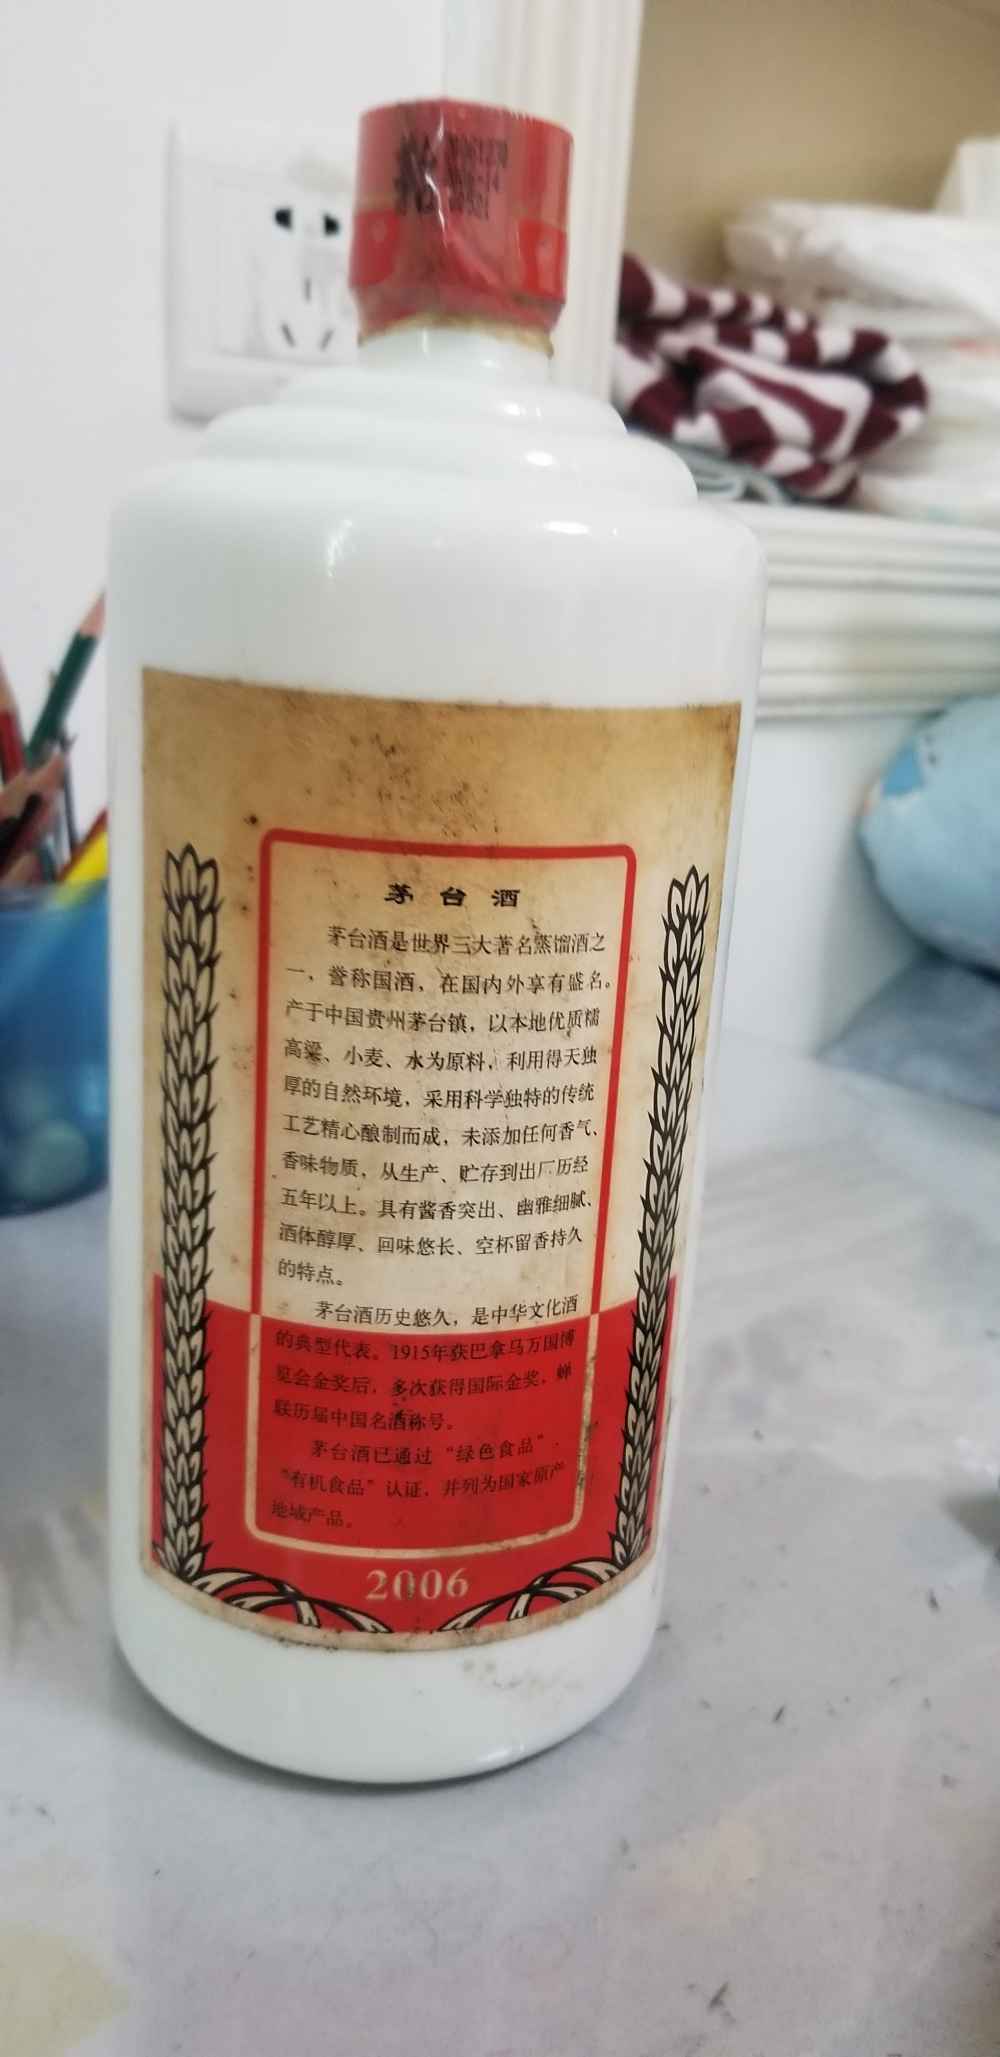 茅台酒
茅台酒是世界三大著名蒸馏酒之
一，誉称国酒，在国内外享有盛名。
产于中国贵州茅台镇，以本地优质糯
高粱、小麦、水为原料，利用得天独
厚的自然环境，采用科学独特的传统
工艺精心酿制而成，未添加任何香气、
香味物质，从生产、贮存到出厂历经
五年以上。具有酱香突出、幽雅细腻、
酒体醇厚、回味悠长、空杯留香持久
的特点。
茅台酒历史悠久，是中华文化酒
的典型代表。1915年获巴拿马万国博
览会金奖后，多次获得国际金奖，蝉
联历届中国名酒称号。
茅台酒已通过“绿色食品”、
“有机食品”认证，并列为国家原产
地域产品。
2006